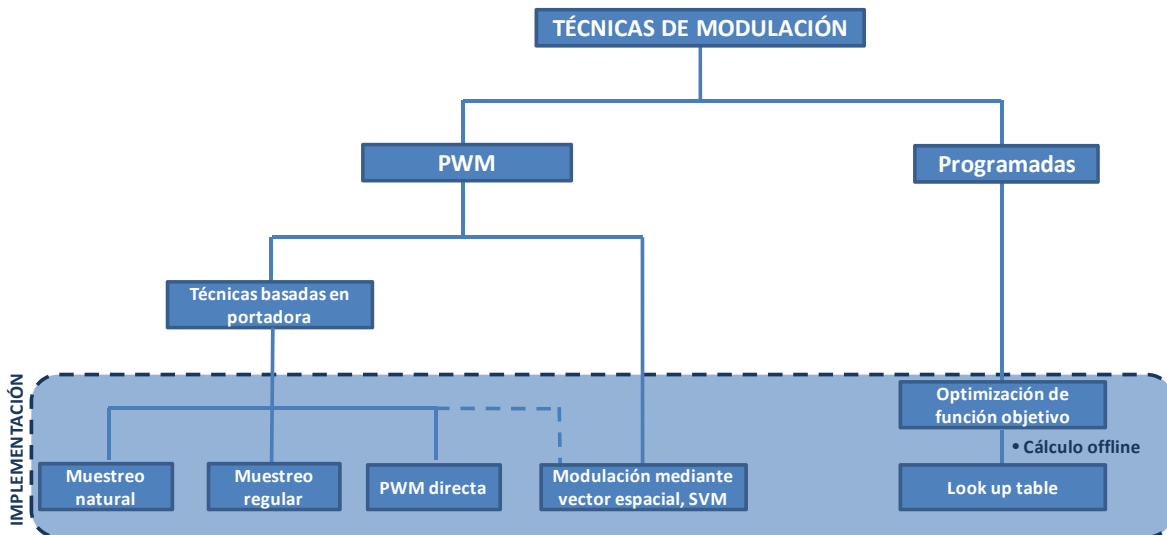 TÉCNICAS DE MODULACIÓN
PWM
Programadas
Técnicas basadas en
portadora
IMPLEMENTACIÓN
Optimización de
función objetivo
• Cálculo offline
Muestreo
natural
Muestreo
regular
PWM directa
Modulación mediante
vector espacial, SVM
Look up table